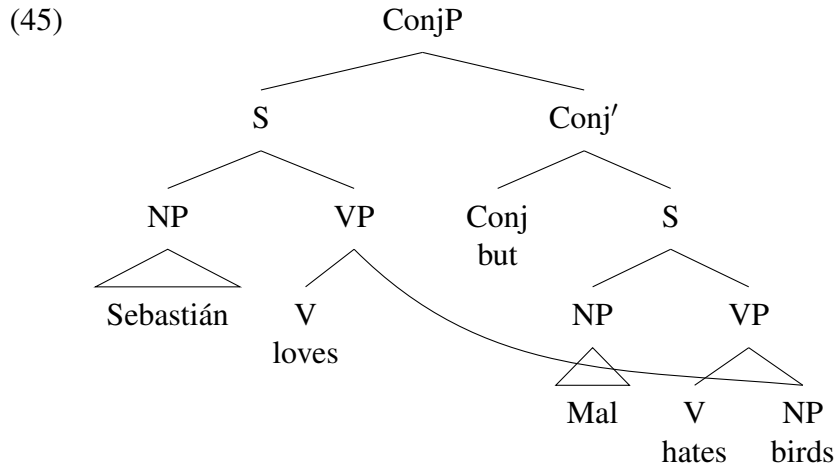 (45) ConjP
S Conj′
NP VP Conj S
but
Sebastián V NP VP
loves
Mal V NP
hates birds